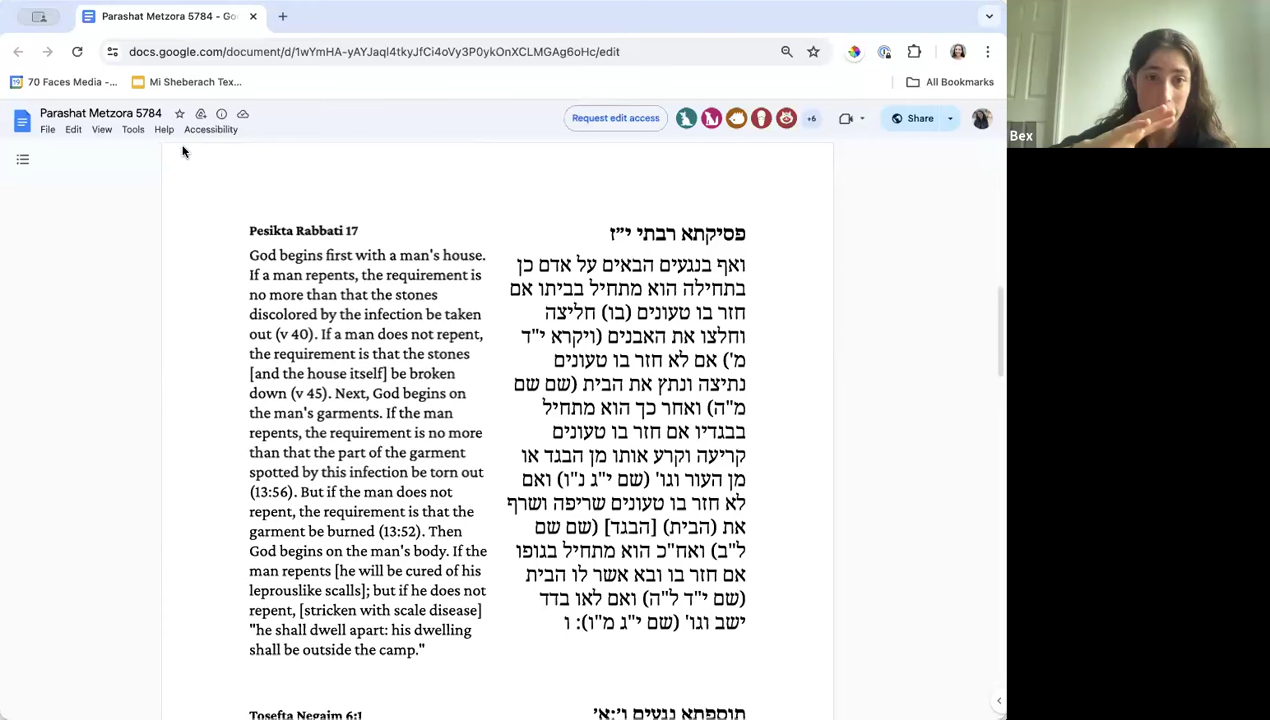 Parashat Metzora 5784 - Go
docs.google.com/document/d/1wYmHA-yAYJaql4tkyJfCi4oVy3P0ykOnXCLMGAg6oHc/edit
70 Faces Media -...
Mi Sheberach Tex...
All Bookmarks
Parashat Metzora 5784
File Edit View Tools Help Accessibility
Request edit access
+6
Share
Bex
Pesikta Rabbati 17
God begins first with a man's house.
If a man repents, the requirement is
no more than that the stones
discolored by the infection be taken
out (v 40). If a man does not repent,
the requirement is that the stones
[and the house itself] be broken
down (v 45). Next, God begins on
the man's garments. If the man
repents, the requirement is no more
than that the part of the garment
spotted by this infection be torn out
(13:56). But if the man does not
repent, the requirement is that the
garment be burned (13:52). Then
God begins on the man's body. If the
man repents [he will be cured of his
leprouslike scalls]; but if he does not
repent, [stricken with scale disease]
"he shall dwell apart: his dwelling
shall be outside the camp."
פסיקתא רבתי י״ז
ואף בנגעים הבאים על אדם כן
בתחילה הוא מתחיל בביתו אם
חזר בו טעונים (בו) חליצה
וחלצו את האבנים (ויקרא י"ד
מ') אם לא חזר בו טעונים
נתיצה ונתץ את הבית (שם שם
מ"ה) ואחר כך הוא מתחיל
בבגדיו אם חזר בו טעונים
קריעה וקרע אותו מן הבגד או
מן העור וגו' (שם י"ג נ"ו) ואם
לא חזר בו טעונים שריפה ושרף
את (הבית) [הבגד] (שם שם
ל"ב) ואח"כ הוא מתחיל בגופו
אם חזר בו ובא אשר לו הבית
(שם י"ד ל"ה) ואם לאו בדד
ישב וגו' (שם י"ג מ"ו): ו
Tosefta Negaim 6:1
תוספתא נגעים ו׳:א׳